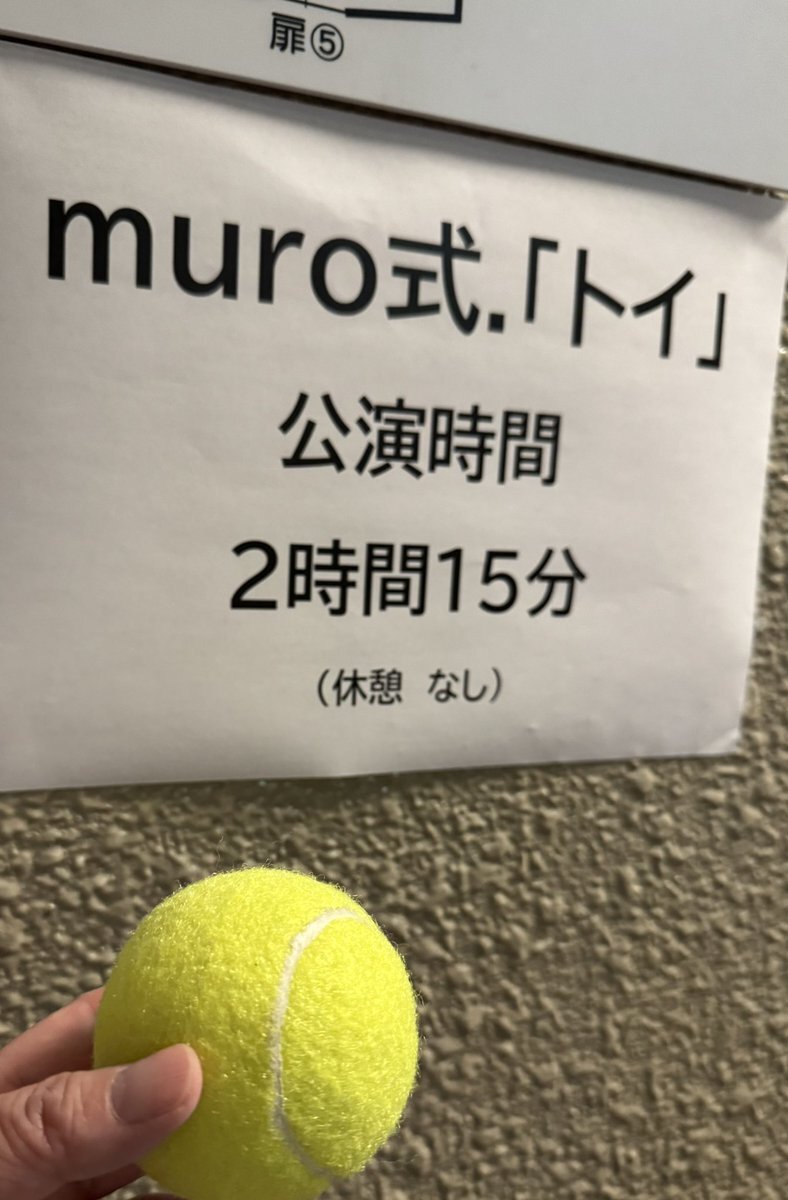 扉⑤
muro式.「トイ」
公演時間
2時間15分
（休憩　なし）